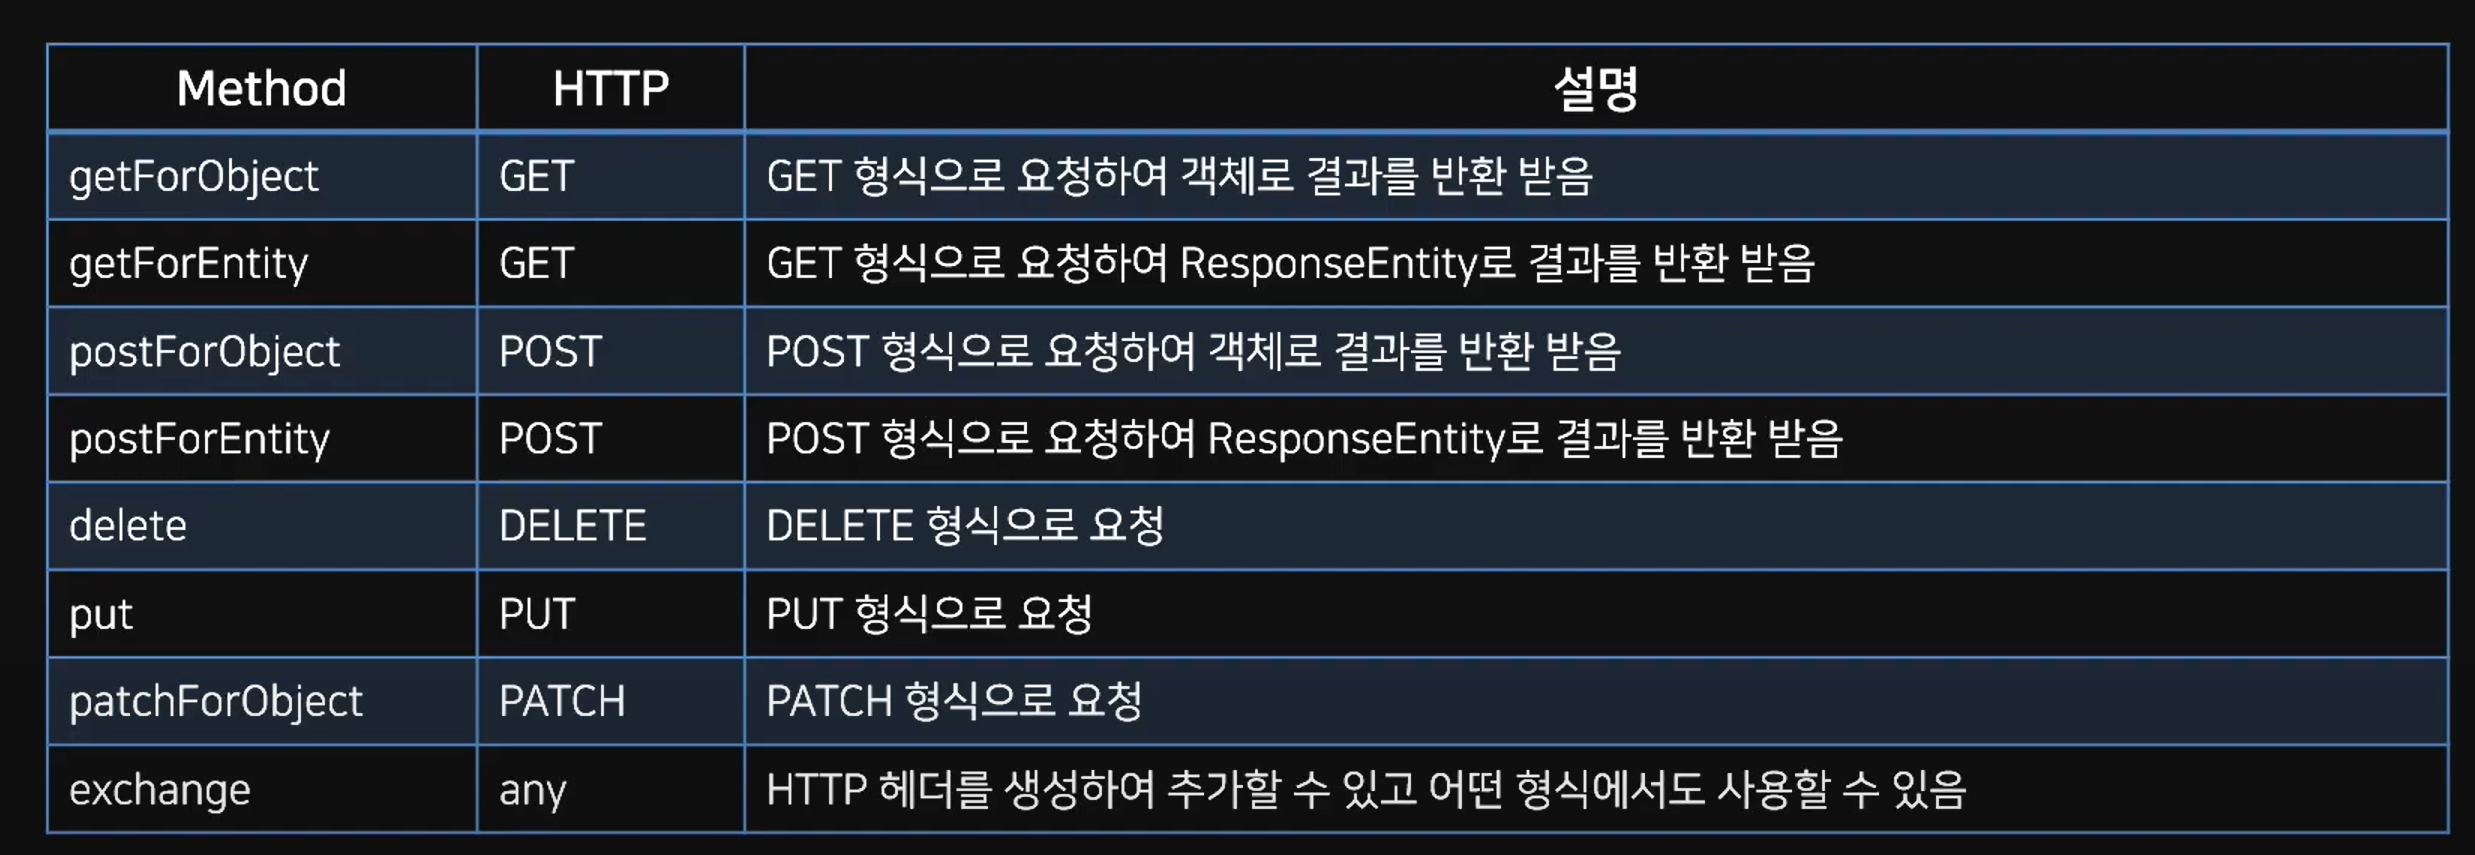 Method HTTP 설명
getForObject GET GET 형식으로 요청하여 객체로 결과를 반환 받음
getForEntity GET GET 형식으로 요청하여 ResponseEntity로 결과를 반환 받음
postForObject POST POST 형식으로 요청하여 객체로 결과를 반환 받음
postForEntity POST POST 형식으로 요청하여 ResponseEntity로 결과를 반환 받음
delete DELETE DELETE 형식으로 요청
put PUT PUT 형식으로 요청
patchForObject PATCH PATCH 형식으로 요청
exchange any HTTP 헤더를 생성하여 추가할 수 있고 어떤 형식에서도 사용할 수 있음